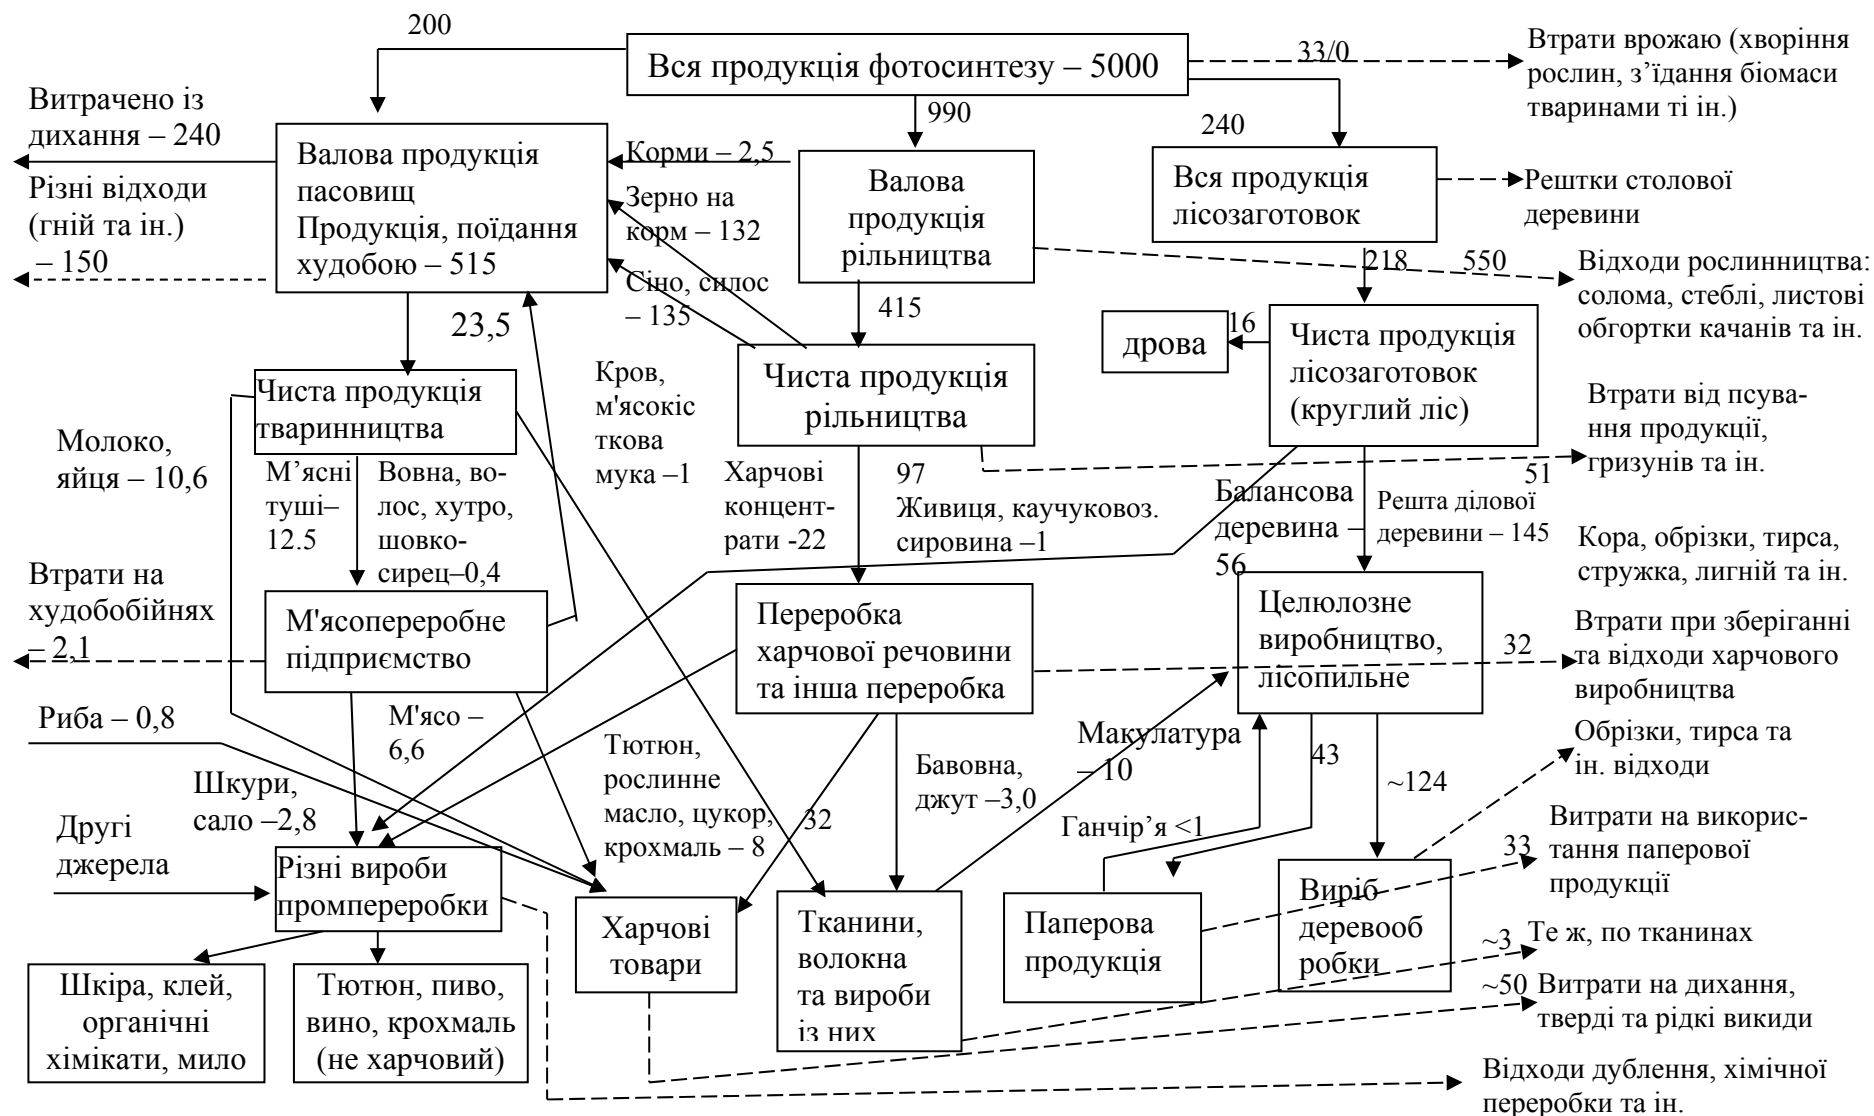 200
Вся продукція фотосинтезу – 5000
33/0
Втрати врожаю (хворіння
рослин, з’їдання біомаси
тваринами ті ін.)
Витрачено із
дихання – 240
Різні відходи
(гній та ін.)
– 150
Валова продукція
пасовищ
Продукція, поїдання
худобою – 515
990
240
Корми – 2,5
Зерно на
корм – 132
Сіно, силос
– 135
Валова
продукція
рільництва
Вся продукція
лісозаготовок
Рештки столової
деревини
218
550
Відходи рослинництва:
солома, стеблі, листові
обгортки качанів та ін.
23,5
415
16
дрова
Чиста продукція
лісозаготовок
(круглий ліс)
Чиста продукція
тваринництва
Кров,
м'ясокіс
ткова
мука –1
Чиста продукція
рільництва
Втрати від псува-
ння продукції,
гризунів та ін.
51
Молоко,
яйця – 10,6
М’ясні
туші–
12.5
Вовна, во-
лос, хутро,
шовко-
сирец–0,4
Харчові
концент-
рати -22
97
Живиця, каучуковоз.
сировина –1
Балансова
деревина –
56
Решта ділової
деревини – 145
Кора, обрізки, тирса,
стружка, лигній та ін.
Втрати на
худобобійнях
– 2,1
М'ясопереробне
підприємство
Переробка
харчової речовини
та інша переробка
Целюлозне
виробництво,
лісопильне
32
Втрати при зберіганні
та відходи харчового
виробництва
Риба – 0,8
М'ясо –
6,6
Шкури,
сало –2,8
Тютюн,
рослинне
масло, цукор,
крохмаль – 8
32
Бавовна,
джут –3,0
Макулатура
– 10
Ганчір’я <1
43
~124
Обрізки, тирса та
ін. відходи
Другі
джерела
Різні вироби
промпереробки
Харчові
товари
Тканини,
волокна
та вироби
із них
Паперова
продукція
Виріб
деревооб
робки
33
Витрати на викорис-
тання паперової
продукції
~3
Те ж, по тканинах
~50
Витрати на дихання,
тверді та рідкі викиди
Шкіра, клей,
органічні
хімікати, мило
Тютюн, пиво,
вино, крохмаль
(не харчовий)
Відходи дублення, хімічної
переробки та ін.